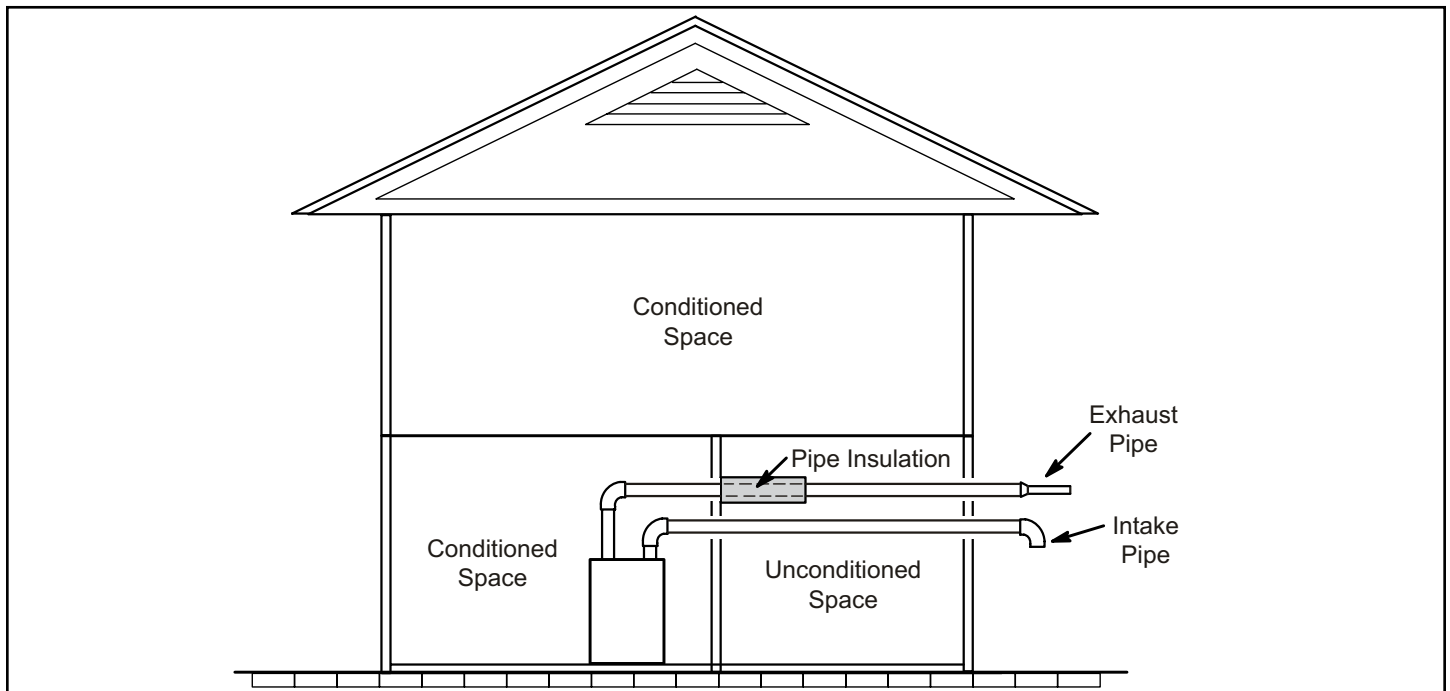 Conditioned
Space
Exhaust
Pipe
Pipe Insulation
Intake
Pipe
Conditioned
Space
Unconditioned
Space